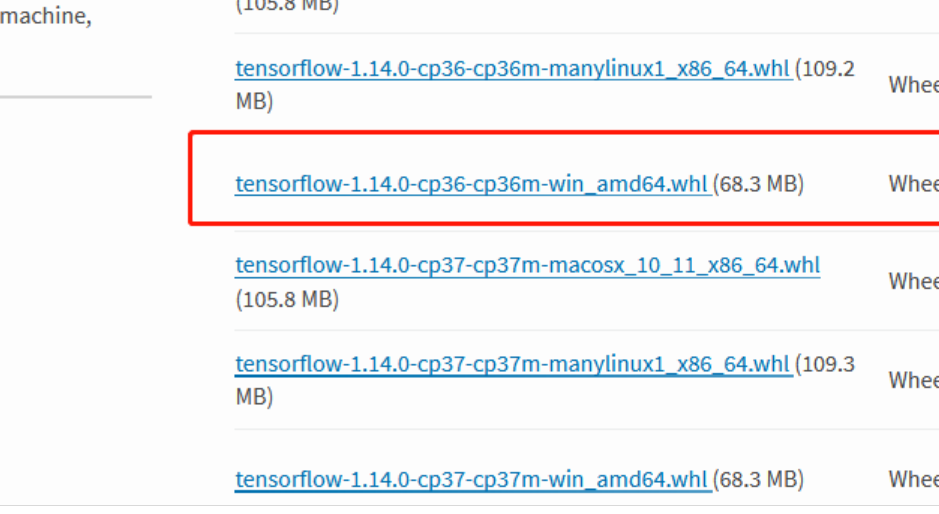 machine,
(105.8 MB)
tensorflow-1.14.0-cp36-cp36m-manylinux1_x86_64.whl (109.2
MB)
Whee
tensorflow-1.14.0-cp36-cp36m-win_amd64.whl (68.3 MB)
Whee
tensorflow-1.14.0-cp37-cp37m-macosx_10_11_x86_64.whl
(105.8 MB)
Whee
tensorflow-1.14.0-cp37-cp37m-manylinux1_x86_64.whl (109.3
MB)
Whee
tensorflow-1.14.0-cp37-cp37m-win_amd64.whl (68.3 MB)
Whee